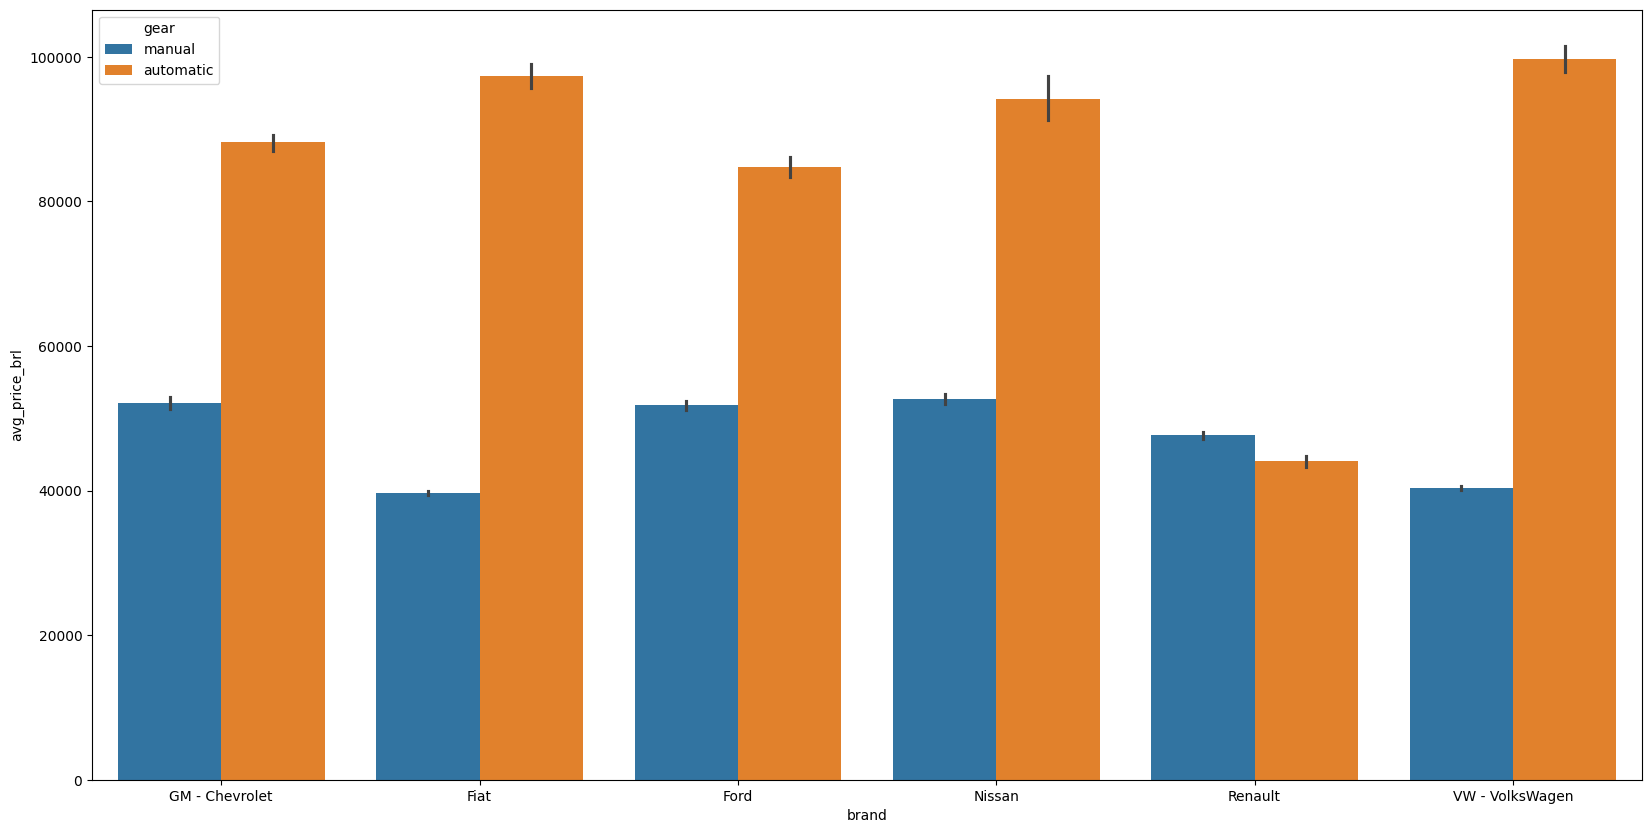 gear
manual
automatic
100000
80000
60000
40000
20000
0
avg_price_brl
GM - Chevrolet
Fiat
Ford
Nissan
Renault
VW - VolksWagen
brand